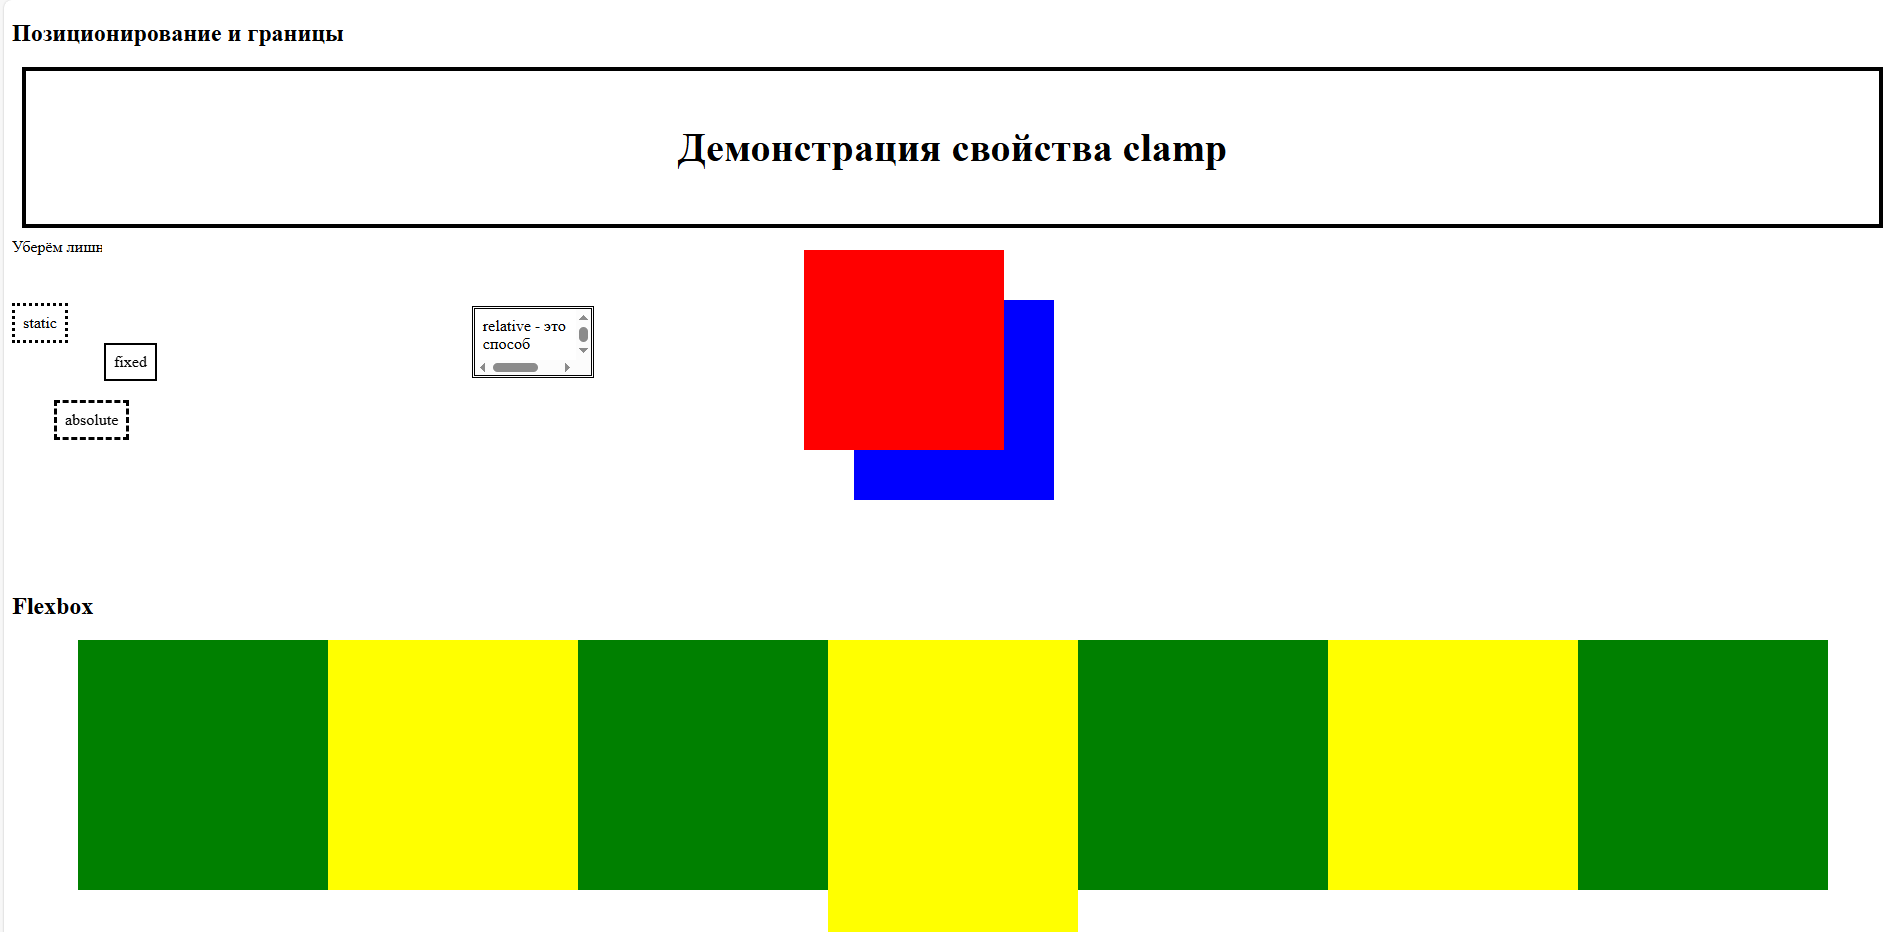 Позиционирование и границы
Демонстрация свойства clamp
Уберём лишн
static
relative - это
способ
fixed
absolute
Flexbox